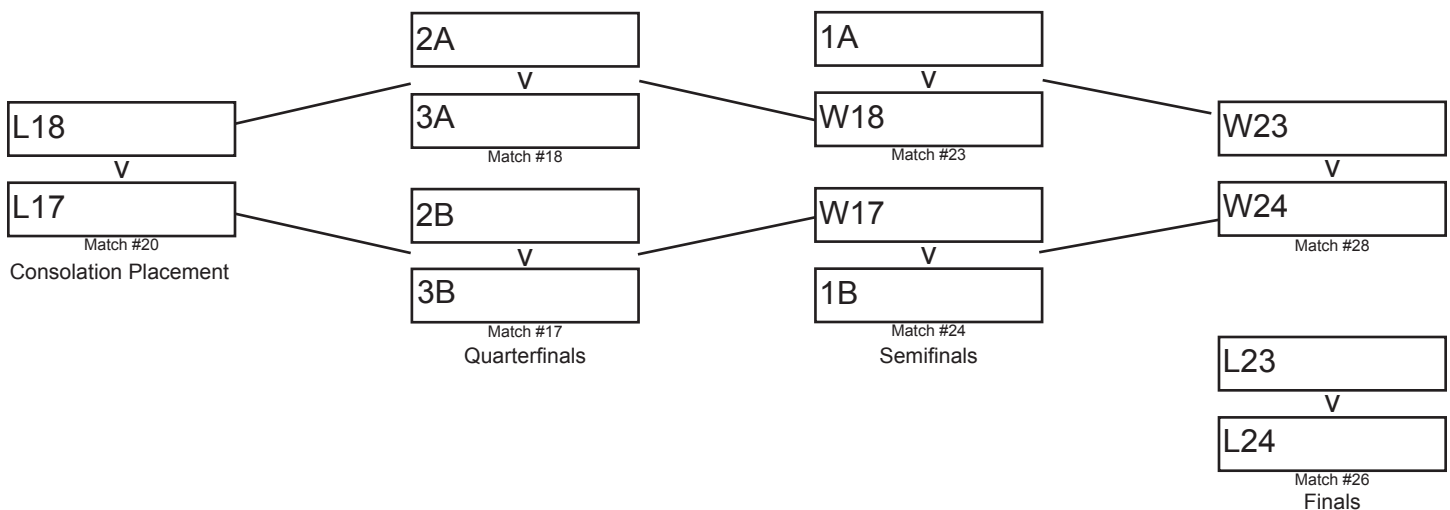 L18
v
L17
Match #20
Consolation Placement
2A
v
3A
Match #18
2B
v
3B
Match #17
Quarterfinals
1A
v
W18
Match #23
W17
v
1B
Match #24
Semifinals
W23
v
W24
Match #28
L23
v
L24
Match #26
Finals